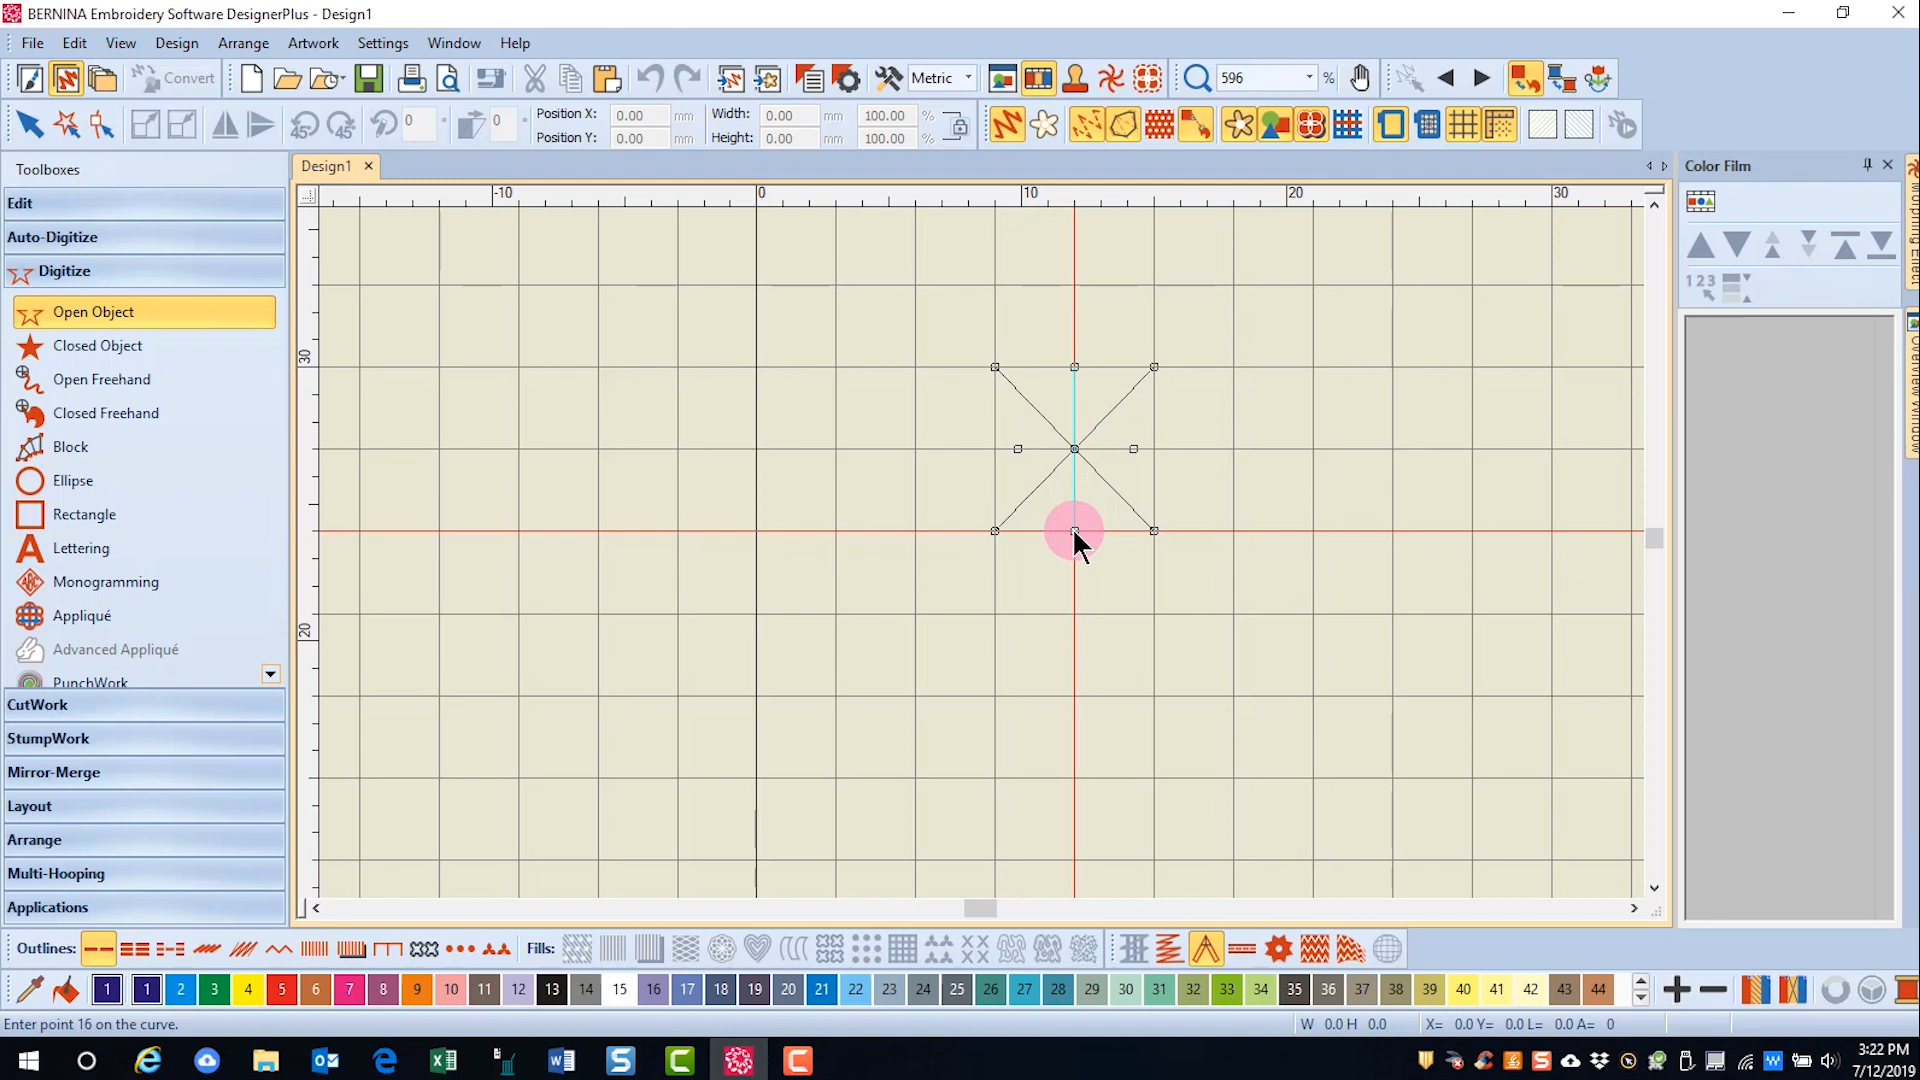 BERNINA Embroidery Software DesignerPlus - Design1
File Edit View Design Arrange Artwork Settings Window Help
Convert Metric 596 %
0 ° 0 ° Position X: 0.00 mm Width: 0.00 mm 100.00 %
Position Y: 0.00 mm Height: 0.00 mm 100.00 %
Toolboxes
Design1
Color Film
Edit
Auto-Digitize
Digitize
Open Object
Closed Object
Open Freehand
Closed Freehand
Block
Ellipse
Rectangle
Lettering
Monogramming
Appliqué
Advanced Appliqué
PunchWork
CutWork
StumpWork
Mirror-Merge
Layout
Arrange
Multi-Hooping
Applications
-10 0 10 20 30
30
20
1 2 3
Morphing Effect
Overview Window
Outlines: Fills:
1 1 2 3 4 5 6 7 8 9 10 11 12 13 14 15 16 17 18 19 20 21 22 23 24 25 26 27 28 29 30 31 32 33 34 35 36 37 38 39 40 41 42 43 44
Enter point 16 on the curve.
W 0.0 H 0.0 X= 0.0 Y= 0.0 L= 0.0 A= 0
3:22 PM
7/12/2019